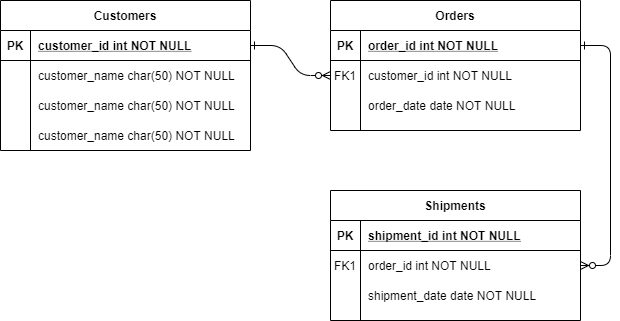 Customers
PK customer_id int NOT NULL
customer_name char(50) NOT NULL
customer_name char(50) NOT NULL
customer_name char(50) NOT NULL
Orders
PK order_id int NOT NULL
FK1 customer_id int NOT NULL
order_date date NOT NULL
Shipments
PK shipment_id int NOT NULL
FK1 order_id int NOT NULL
shipment_date date NOT NULL